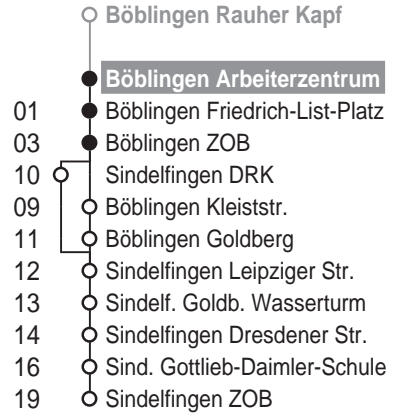 Böblingen Rauher Kapf
Böblingen Arbeiterzentrum
01 Böblingen Friedrich-List-Platz
03 Böblingen ZOB
10 Sindelfingen DRK
09 Böblingen Kleiststr.
11 Böblingen Goldberg
12 Sindelfingen Leipziger Str.
13 Sindelf. Goldb. Wasserturm
14 Sindelfingen Dresdener Str.
16 Sind. Gottlieb-Daimler-Schule
19 Sindelfingen ZOB